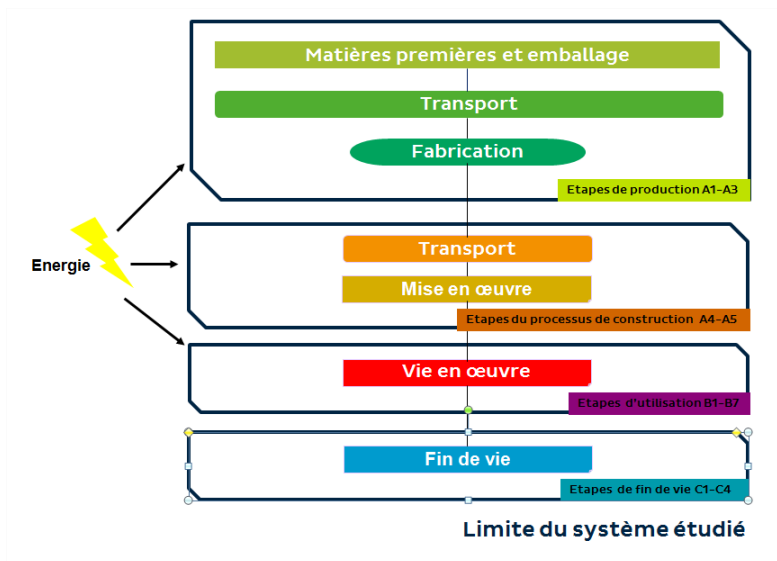 Matières premières et emballage
Transport
Fabrication
Etapes de production A1-A3
Energie
Transport
Mise en œuvre
Etapes du processus de construction A4-A5
Vie en œuvre
Etapes d'utilisation B1-B7
Fin de vie
Etapes de fin de vie C1-C4
Limite du système étudié